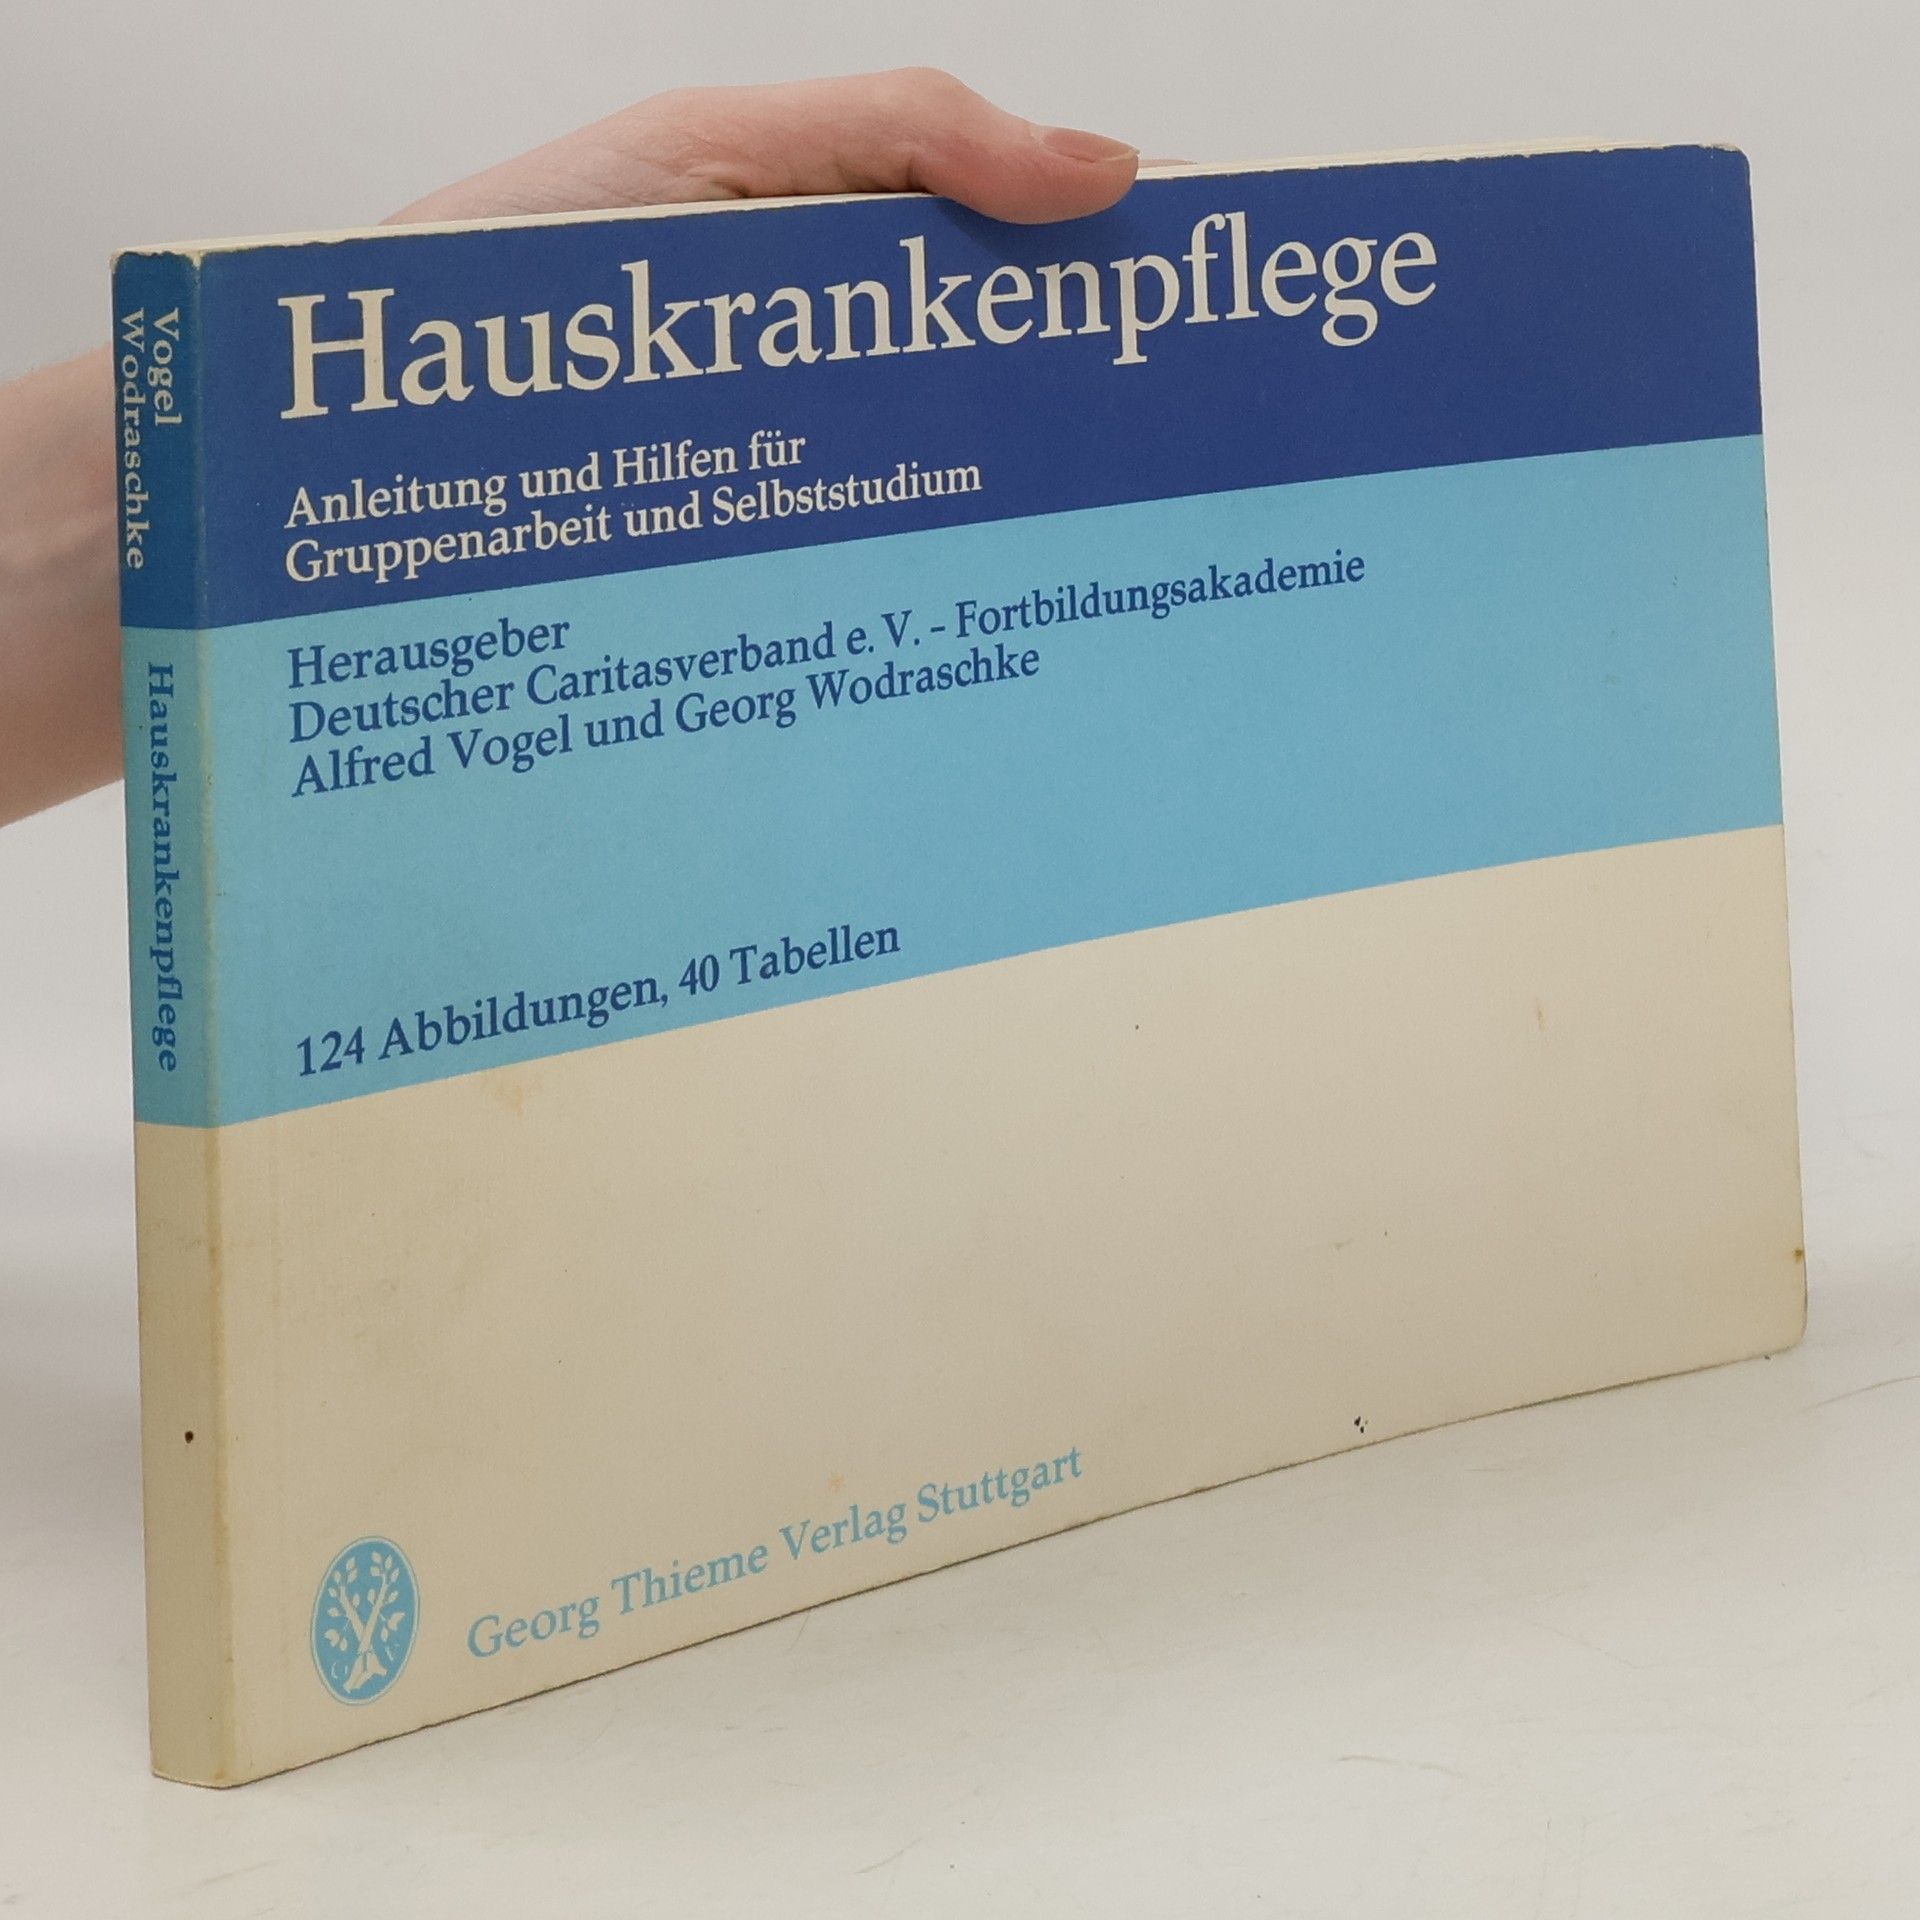 Hauskrankenpflege
Anleitung und Hilfen für
Gruppenarbeit und Selbststudium
Herausgeber
Deutscher Caritasverband e. V. – Fortbildungsakademie
Alfred Vogel und Georg Wodraschke
124 Abbildungen, 40 Tabellen
Georg Thieme Verlag Stuttgart
Vogel
Wodraschke
Hauskrankenpflege